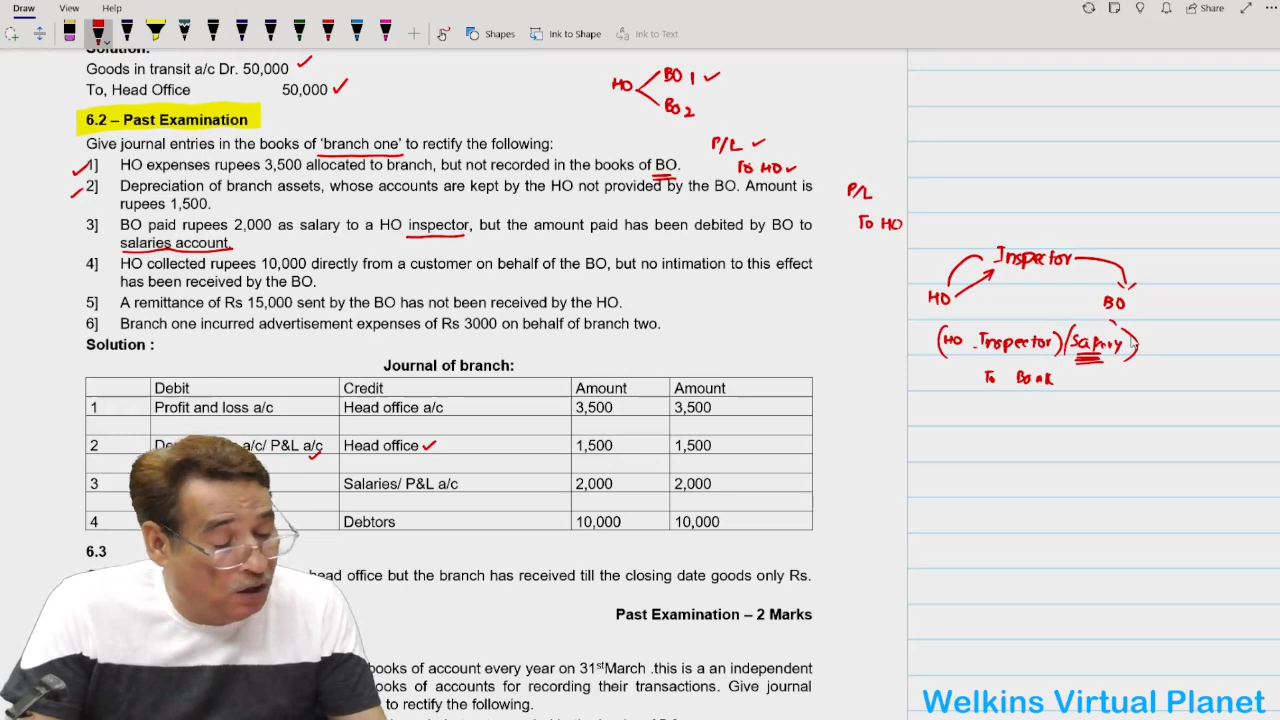 Draw View Help
Share
Shapes Ink to Shape Ink to Text
Solution:
Goods in transit a/c Dr. 50,000
To, Head Office 50,000
HO BO 1
BO 2
6.2 – Past Examination
Give journal entries in the books of 'branch one' to rectify the following:
P/L
1] HO expenses rupees 3,500 allocated to branch, but not recorded in the books of BO.
To HO
2] Depreciation of branch assets, whose accounts are kept by the HO not provided by the BO. Amount is
rupees 1,500.
P/L
To HO
3] BO paid rupees 2,000 as salary to a HO inspector, but the amount paid has been debited by BO to
salaries account.
4] HO collected rupees 10,000 directly from a customer on behalf of the BO, but no intimation to this effect
has been received by the BO.
5] A remittance of Rs 15,000 sent by the BO has not been received by the HO.
6] Branch one incurred advertisement expenses of Rs 3000 on behalf of branch two.
Inspector
HO BO
(HO .Inspector) (Salary)
To Bank
Solution :
Journal of branch:
Debit Credit Amount Amount
1 Profit and loss a/c Head office a/c 3,500 3,500
2 a/c/ P&L a/c Head office 1,500 1,500
3 Salaries/ P&L a/c 2,000 2,000
4 Debtors 10,000 10,000
6.3
head office but the branch has received till the closing date goods only Rs.
Past Examination – 2 Marks
books of account every year on 31stMarch .this is a an independent
books of accounts for recording their transactions. Give journal
to rectify the following.
Welkins Virtual Planet